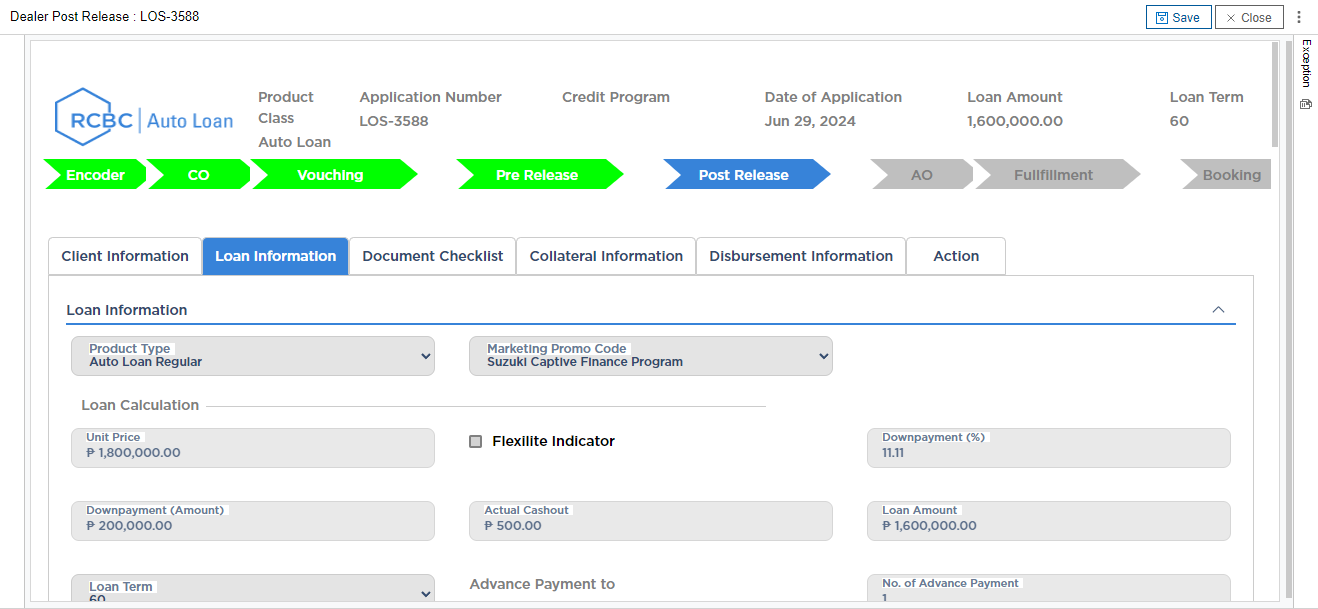 Dealer Post Release : LOS-3588
Save
Close
Exception
RCBC Auto Loan
Product Class
Auto Loan
Application Number
LOS-3588
Credit Program
Date of Application
Jun 29, 2024
Loan Amount
1,600,000.00
Loan Term
60
Encoder
CO
Vouching
Pre Release
Post Release
AO
Fullfillment
Booking
Client Information
Loan Information
Document Checklist
Collateral Information
Disbursement Information
Action
Loan Information
Product Type
Auto Loan Regular
Marketing Promo Code
Suzuki Captive Finance Program
Loan Calculation
Unit Price
₱ 1,800,000.00
Flexilite Indicator
Downpayment (%)
11.11
Downpayment (Amount)
₱ 200,000.00
Actual Cashout
₱ 500.00
Loan Amount
₱ 1,600,000.00
Loan Term
60
Advance Payment to
No. of Advance Payment
1